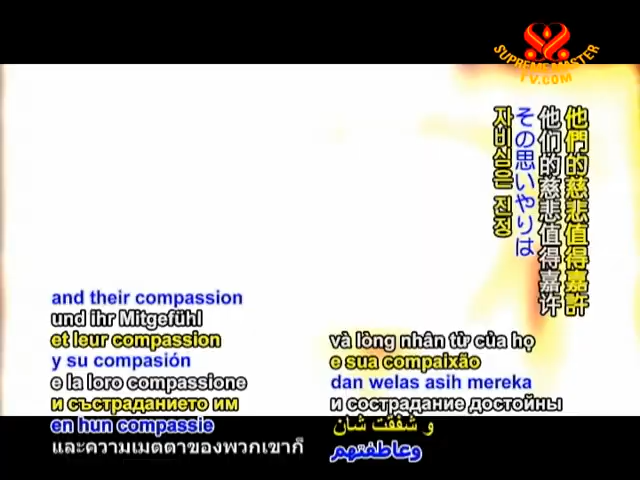 SUPREME MASTER
TV.COM
他們的慈悲值得嘉許
他们的慈悲值得嘉许
その思いやりは
자비심은 진정
and their compassion
und ihr Mitgefühl
et leur compassion
y su compasión
e la loro compassione
и състраданието им
en hun compassie
และความเมตตาของพวกเขาก็
và lòng nhân từ của họ
e sua compaixão
dan welas asih mereka
и сострадание достойны
و شفقت شان
وعاطفتهم